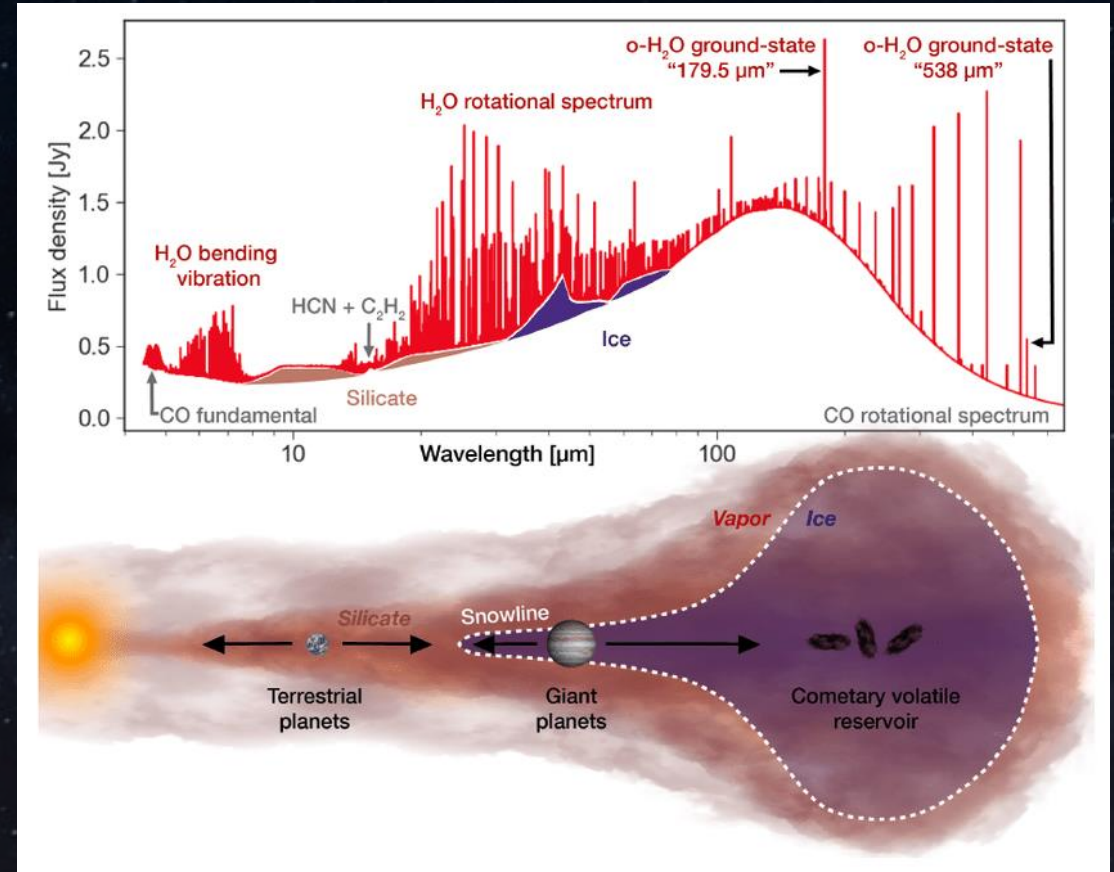 o-H₂O ground-state
“179.5 µm”
o-H₂O ground-state
“538 µm”
H₂O rotational spectrum
H₂O bending
vibration
HCN + C₂H₂
Ice
Silicate
CO fundamental
CO rotational spectrum
Flux density [Jy]
2.5
2.0
1.5
1.0
0.5
0.0
10
Wavelength [µm]
100
Vapor
Ice
Silicate
Snowline
Terrestrial
planets
Giant
planets
Cometary volatile
reservoir